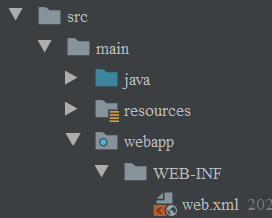 src
main
java
resources
webapp
WEB-INF
web.xml 202